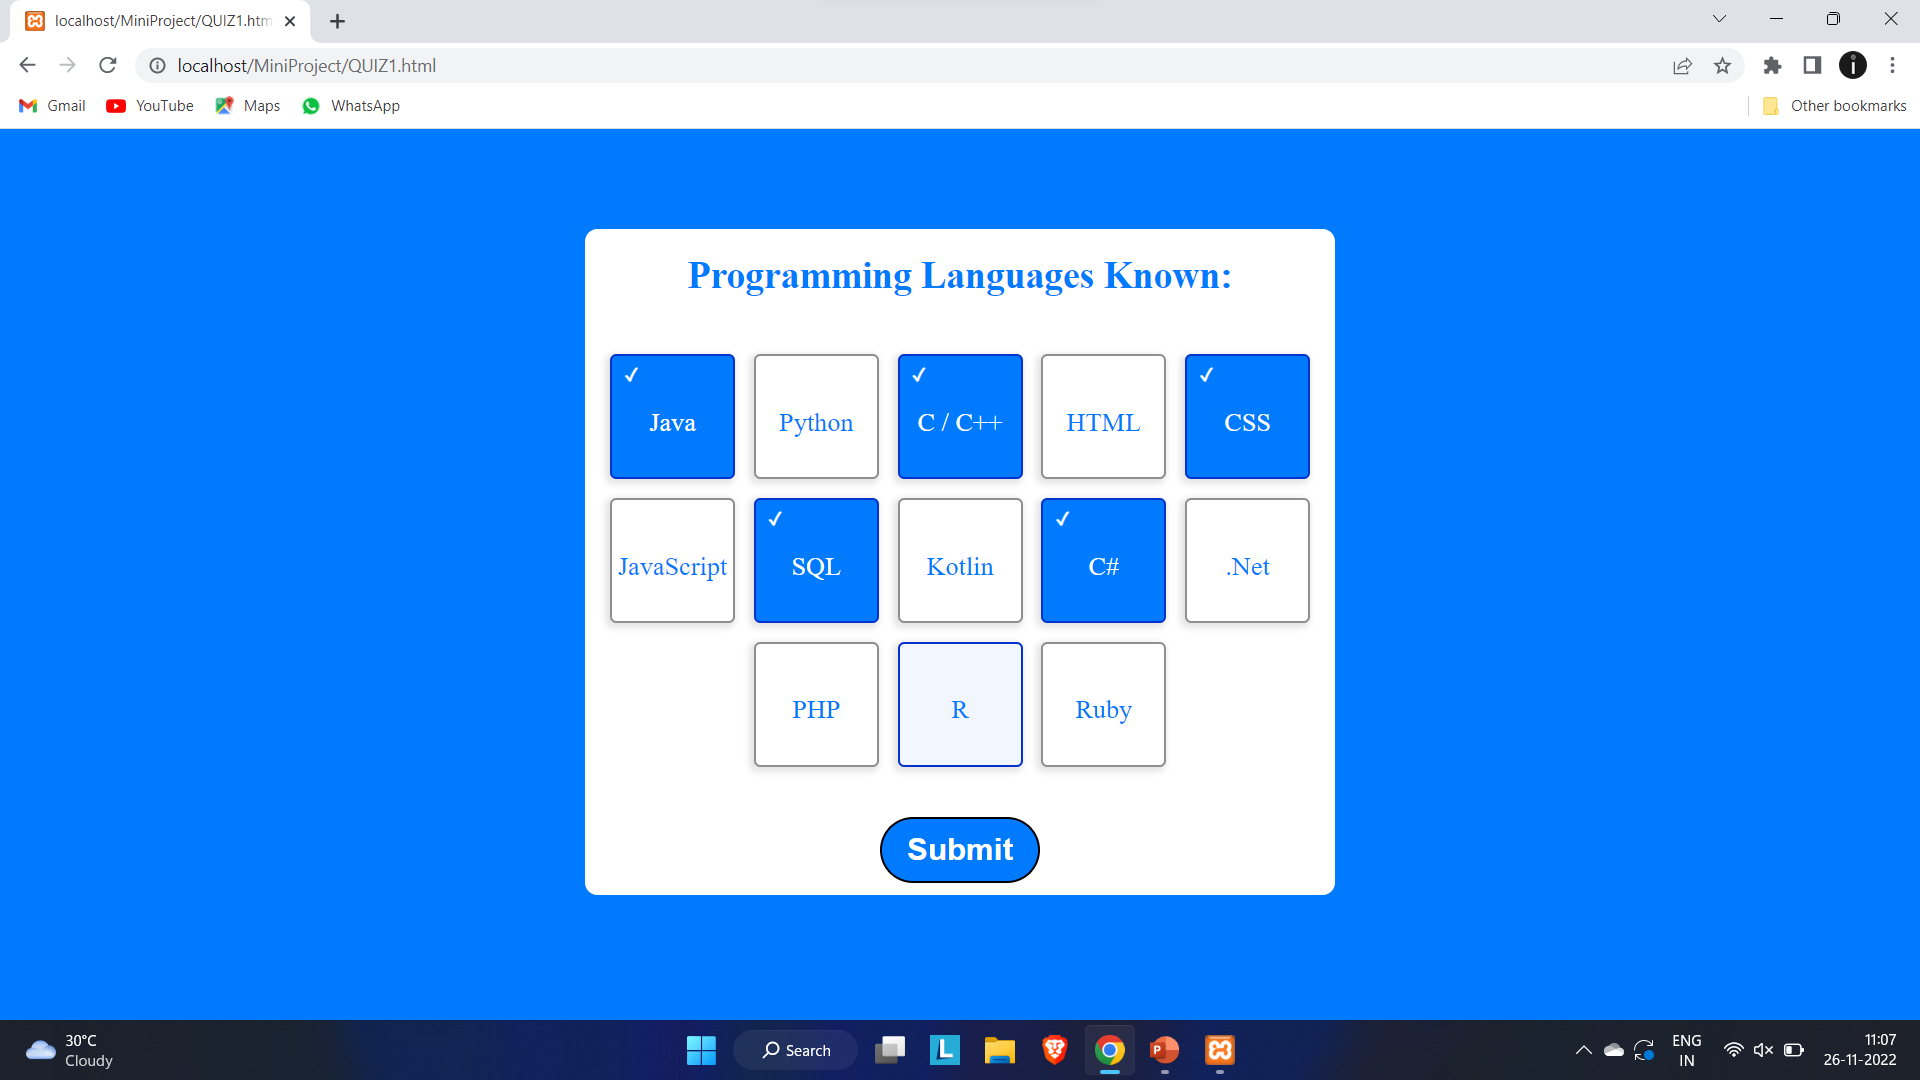 localhost/MiniProject/QUIZ1.htm
localhost/MiniProject/QUIZ1.html
Gmail YouTube Maps WhatsApp Other bookmarks
Programming Languages Known:
✓ ✓ ✓
Java Python C / C++ HTML CSS
✓ ✓
JavaScript SQL Kotlin C# .Net
PHP R Ruby
Submit
30°C
Cloudy
Search
ENG
IN
11:07
26-11-2022